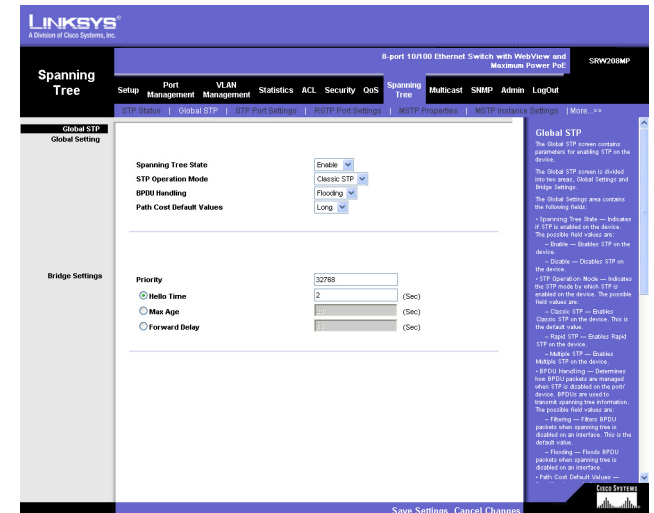 LINKSYS®
A Division of Cisco Systems, Inc.
8-port 10/100 Ethernet Switch with WebView and Maximum Power PoE
SRW208MP
Spanning Tree
Setup Port Management VLAN Management Statistics ACL Security QoS Spanning Tree Multicast SNMP Admin LogOut
STP Status | Global STP | STP Port Settings | RSTP Port Settings | MSTP Properties | MSTP Instance Settings | More...>>
Global STP
Global Setting
Spanning Tree State Enable
STP Operation Mode Classic STP
BPDU Handling Flooding
Path Cost Default Values Long
Bridge Settings
Priority 32768
Hello Time 2 (Sec)
Max Age 20 (Sec)
Forward Delay 15 (Sec)
Global STP
The Global STP screen contains
parameters for enabling STP on the
device.
The Global STP screen is divided
into two areas, Global Settings and
Bridge Settings.
The Global Settings area contains
the following fields:
• Spanning Tree State — Indicates
if STP is enabled on the device.
The possible field values are:
– Enable — Enables STP on the
device.
– Disable — Disables STP on
the device.
• STP Operation Mode — Indicates
the STP mode by which STP is
enabled on the device. The possible
field values are:
– Classic STP — Enables
Classic STP on the device. This is
the default value.
– Rapid STP — Enables Rapid
STP on the device.
– Multiple STP — Enables
Multiple STP on the device.
• BPDU Handling — Determines
how BPDU packets are managed
when STP is disabled on the port/
device. BPDUs are used to
transmit spanning tree information.
The possible field values are:
– Filtering — Filters BPDU
packets when spanning tree is
disabled on an interface. This is the
default value.
– Flooding — Floods BPDU
packets when spanning tree is
disabled on an interface.
• Path Cost Default Values —
Save Settings Cancel Changes
CISCO SYSTEMS